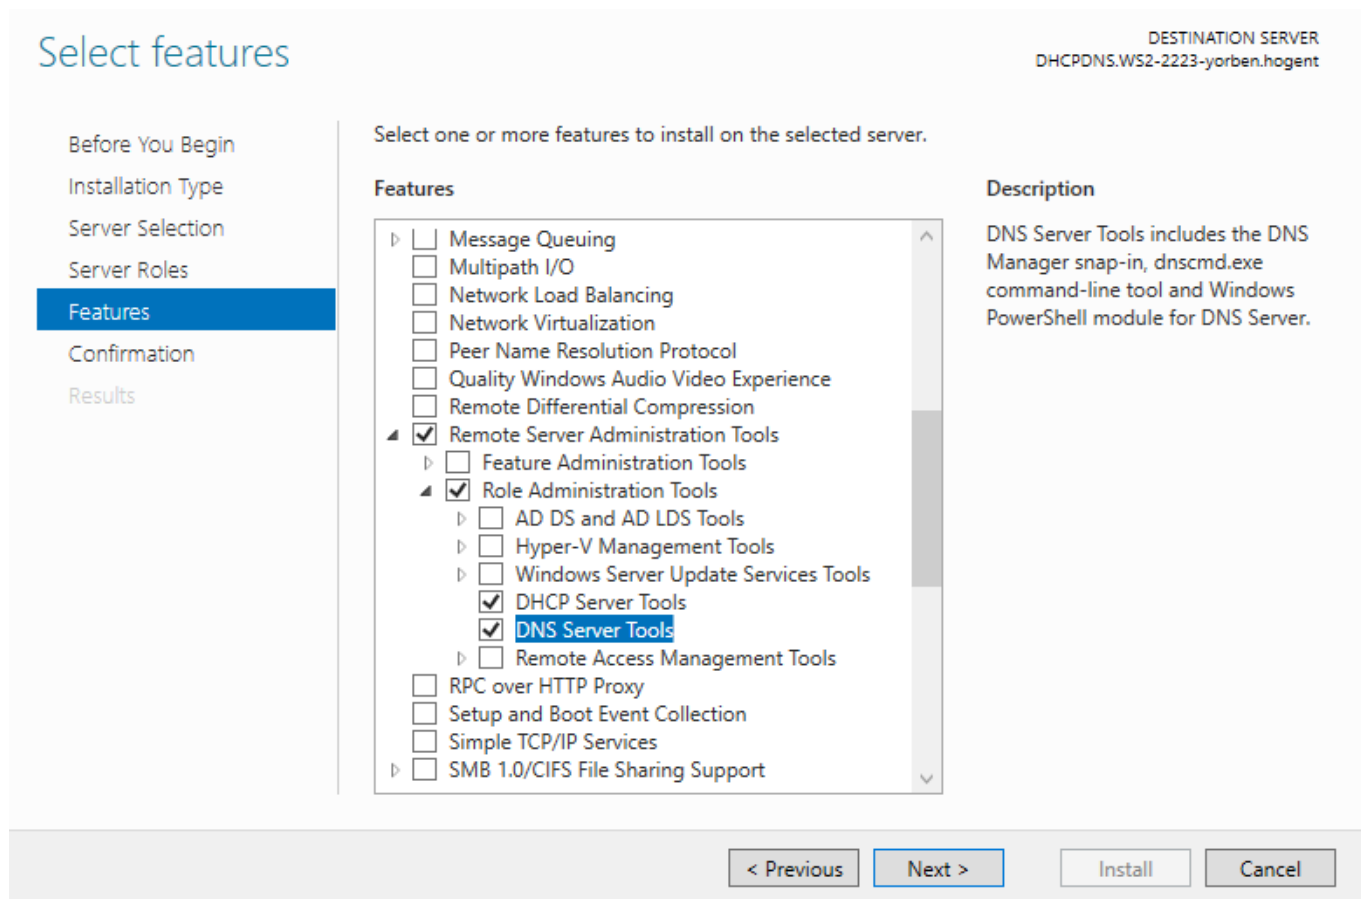 Select features
DESTINATION SERVER
DHCPDNS.WS2-2223-yorben.hogent
Before You Begin
Installation Type
Server Selection
Server Roles
Features
Confirmation
Results
Select one or more features to install on the selected server.
Features
Message Queuing
Multipath I/O
Network Load Balancing
Network Virtualization
Peer Name Resolution Protocol
Quality Windows Audio Video Experience
Remote Differential Compression
Remote Server Administration Tools
Feature Administration Tools
Role Administration Tools
AD DS and AD LDS Tools
Hyper-V Management Tools
Windows Server Update Services Tools
DHCP Server Tools
DNS Server Tools
Remote Access Management Tools
RPC over HTTP Proxy
Setup and Boot Event Collection
Simple TCP/IP Services
SMB 1.0/CIFS File Sharing Support
Description
DNS Server Tools includes the DNS
Manager snap-in, dnscmd.exe
command-line tool and Windows
PowerShell module for DNS Server.
< Previous
Next >
Install
Cancel